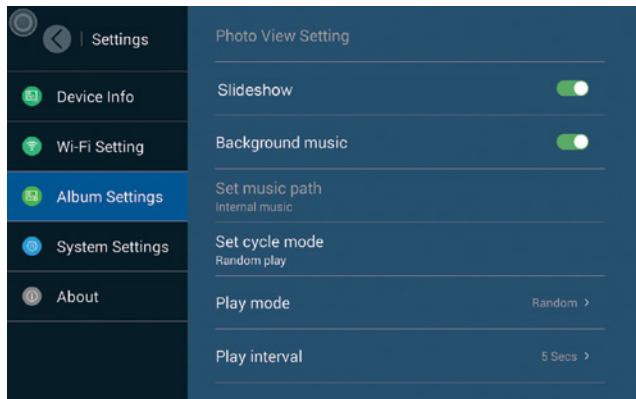 Settings
Device Info
Wi-Fi Setting
Album Settings
System Settings
About
Photo View Setting
Slideshow
Background music
Set music path
Internal music
Set cycle mode
Random play
Play mode Random >
Play interval 5 Secs >